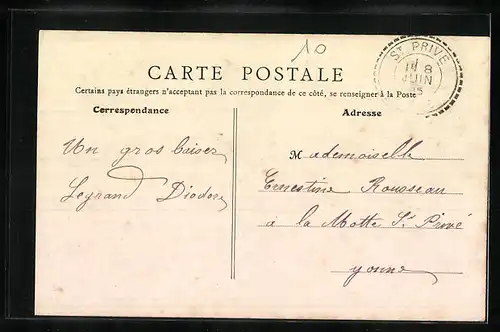 10
ST PRIVÉ
8
JUIN
CARTE POSTALE
Certains pays étrangers n'acceptant pas la correspondance de ce côté, se renseigner à la Poste
Correspondance
Adresse
Un gros baiser
Legrand Diodore
Mademoiselle
Ernestine Rousseau
à la Motte St Privé
yonne